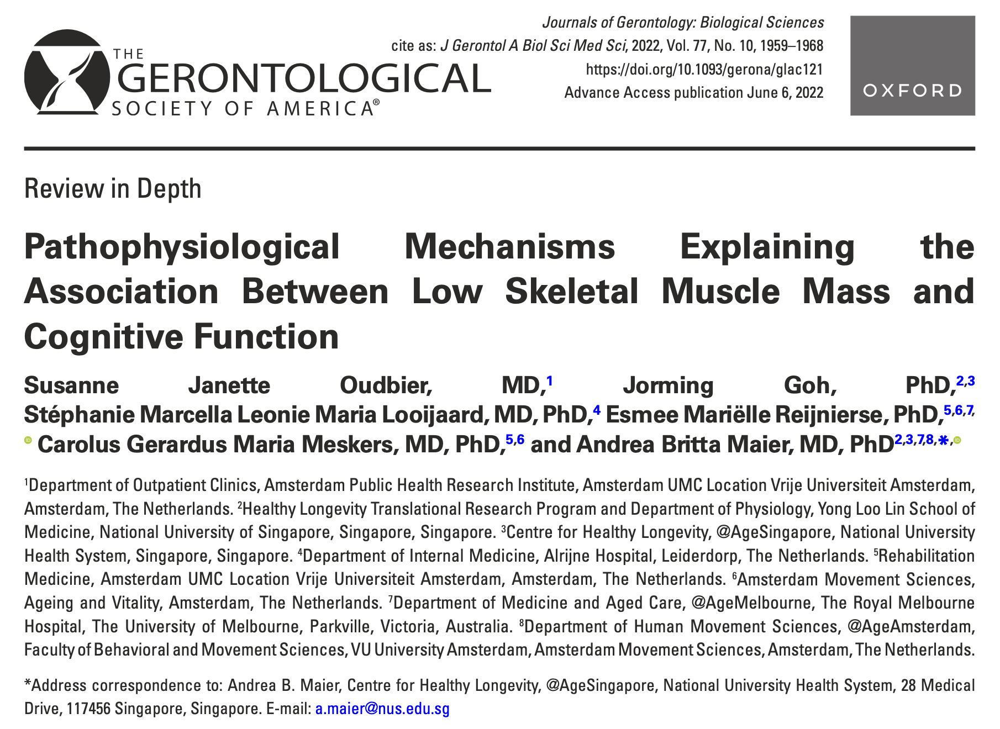 THE
GERONTOLOGICAL
SOCIETY OF AMERICA®
Journals of Gerontology: Biological Sciences
cite as: J Gerontol A Biol Sci Med Sci, 2022, Vol. 77, No. 10, 1959–1968
https://doi.org/10.1093/gerona/glac121
Advance Access publication June 6, 2022
OXFORD
Review in Depth
Pathophysiological Mechanisms Explaining the
Association Between Low Skeletal Muscle Mass and
Cognitive Function
Susanne Janette Oudbier, MD,1 Jorming Goh, PhD,2,3
Stéphanie Marcella Leonie Maria Looijaard, MD, PhD,4 Esmee Mariëlle Reijnierse, PhD,5,6,7,
iD Carolus Gerardus Maria Meskers, MD, PhD,5,6 and Andrea Britta Maier, MD, PhD2,3,7,8,*,iD
1Department of Outpatient Clinics, Amsterdam Public Health Research Institute, Amsterdam UMC Location Vrije Universiteit Amsterdam,
Amsterdam, The Netherlands. 2Healthy Longevity Translational Research Program and Department of Physiology, Yong Loo Lin School of
Medicine, National University of Singapore, Singapore, Singapore. 3Centre for Healthy Longevity, @AgeSingapore, National University
Health System, Singapore, Singapore. 4Department of Internal Medicine, Alrijne Hospital, Leiderdorp, The Netherlands. 5Rehabilitation
Medicine, Amsterdam UMC Location Vrije Universiteit Amsterdam, Amsterdam, The Netherlands. 6Amsterdam Movement Sciences,
Ageing and Vitality, Amsterdam, The Netherlands. 7Department of Medicine and Aged Care, @AgeMelbourne, The Royal Melbourne
Hospital, The University of Melbourne, Parkville, Victoria, Australia. 8Department of Human Movement Sciences, @AgeAmsterdam,
Faculty of Behavioral and Movement Sciences, VU University Amsterdam, Amsterdam Movement Sciences, Amsterdam, The Netherlands.
*Address correspondence to: Andrea B. Maier, Centre for Healthy Longevity, @AgeSingapore, National University Health System, 28 Medical
Drive, 117456 Singapore, Singapore. E-mail: a.maier@nus.edu.sg